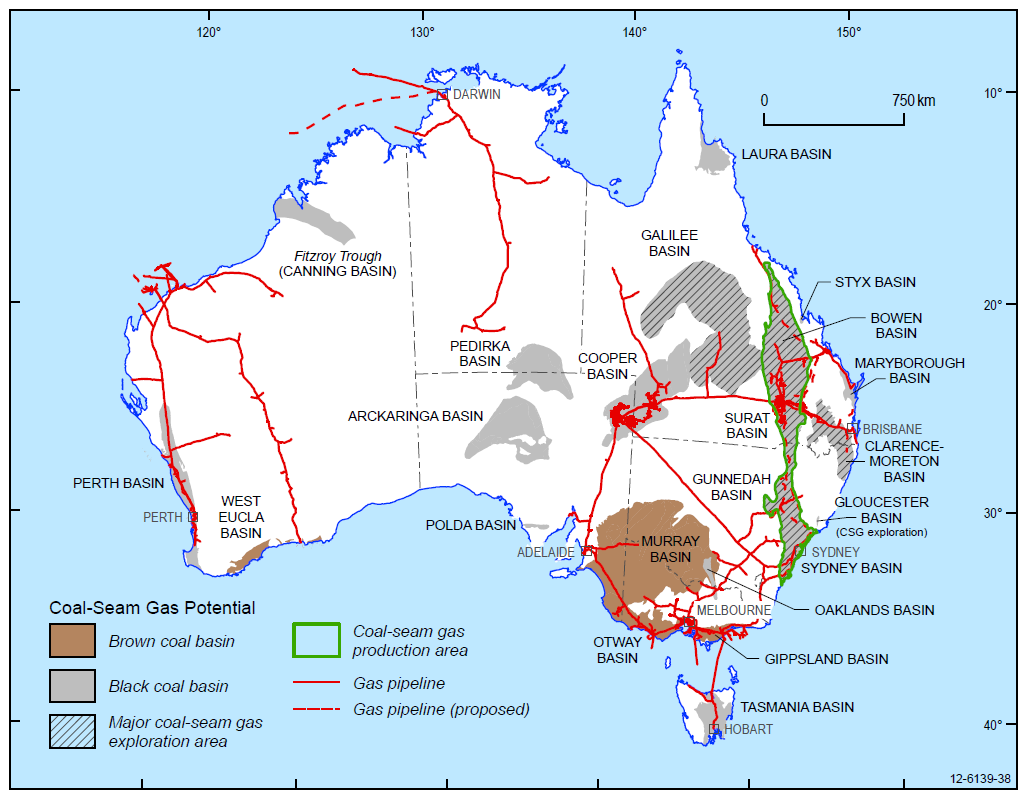 120°
130°
140°
150°
DARWIN
0
750 km
10°
LAURA BASIN
Fitzroy Trough
(CANNING BASIN)
GALILEE
BASIN
STYX BASIN
20°
BOWEN
BASIN
PEDIRKA
BASIN
COOPER
BASIN
MARYBOROUGH
BASIN
ARCKARINGA BASIN
SURAT
BASIN
BRISBANE
CLARENCE-
MORETON
BASIN
PERTH BASIN
GUNNEDAH
BASIN
WEST
EUCLA
BASIN
GLOUCESTER
BASIN
(CSG exploration)
PERTH
POLDA BASIN
30°
ADELAIDE
MURRAY
BASIN
SYDNEY
SYDNEY BASIN
Coal-Seam Gas Potential
MELBOURNE
OAKLANDS BASIN
Brown coal basin
Coal-seam gas
production area
OTWAY
BASIN
GIPPSLAND BASIN
Black coal basin
Gas pipeline
Gas pipeline (proposed)
TASMANIA BASIN
Major coal-seam gas
exploration area
HOBART
40°
12-6139-38